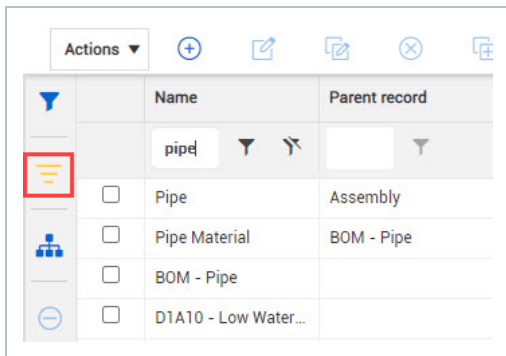 Actions
Name Parent record
pipe
Pipe Assembly
Pipe Material BOM - Pipe
BOM - Pipe
D1A10 - Low Water...